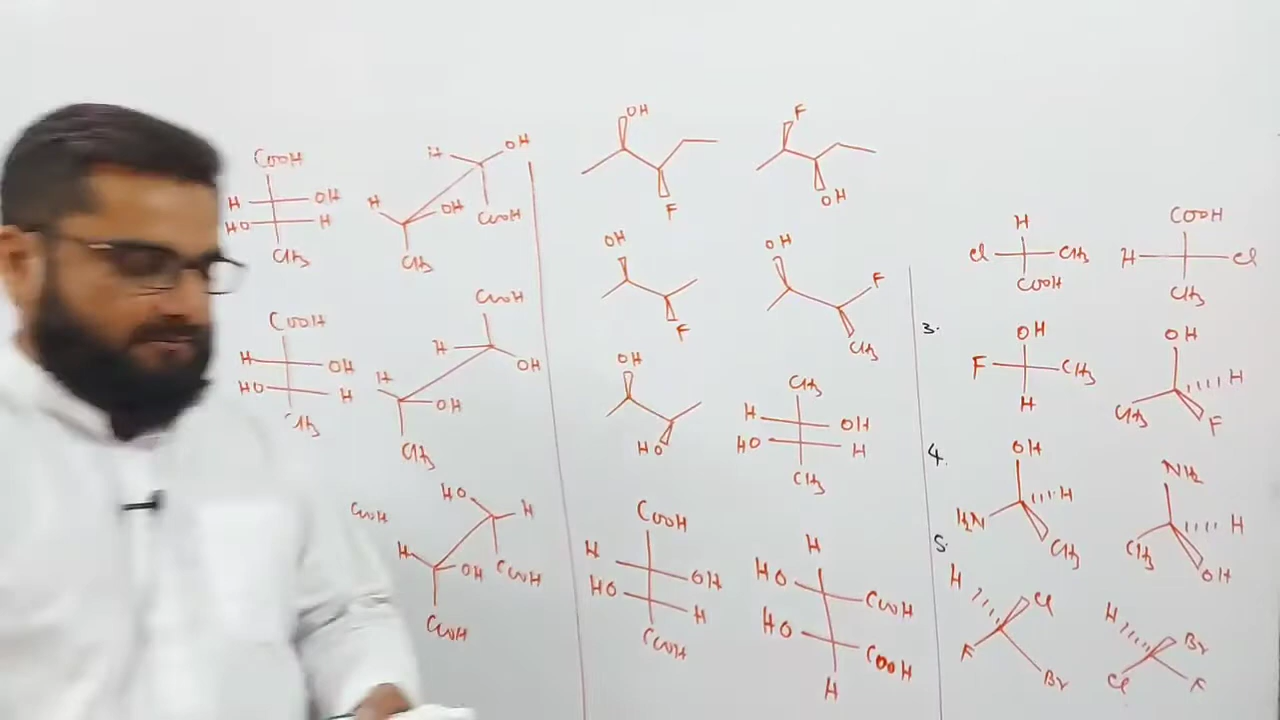 COOH
H OH
HO H
CH3
H OH
H OH COOH
CH3
COOH
H OH
HO H
CH3
COOH
H OH
H OH
CH3
COOH
HO H
H OH COOH
COOH
OH
F
F
OH
OH
F
OH
F
CH3
OH
HO
CH3
H OH
HO H
CH3
COOH
H OH
HO H
COOH
H
HO COOH
HO COOH
H
H
Cl CH3
COOH
COOH
H Cl
CH3
3.
OH
F CH3
H
OH
H
CH3 F
4.
OH
H
H2N CH3
NH2
H
CH3 OH
5.
H Cl
F Br
H Br
Cl F